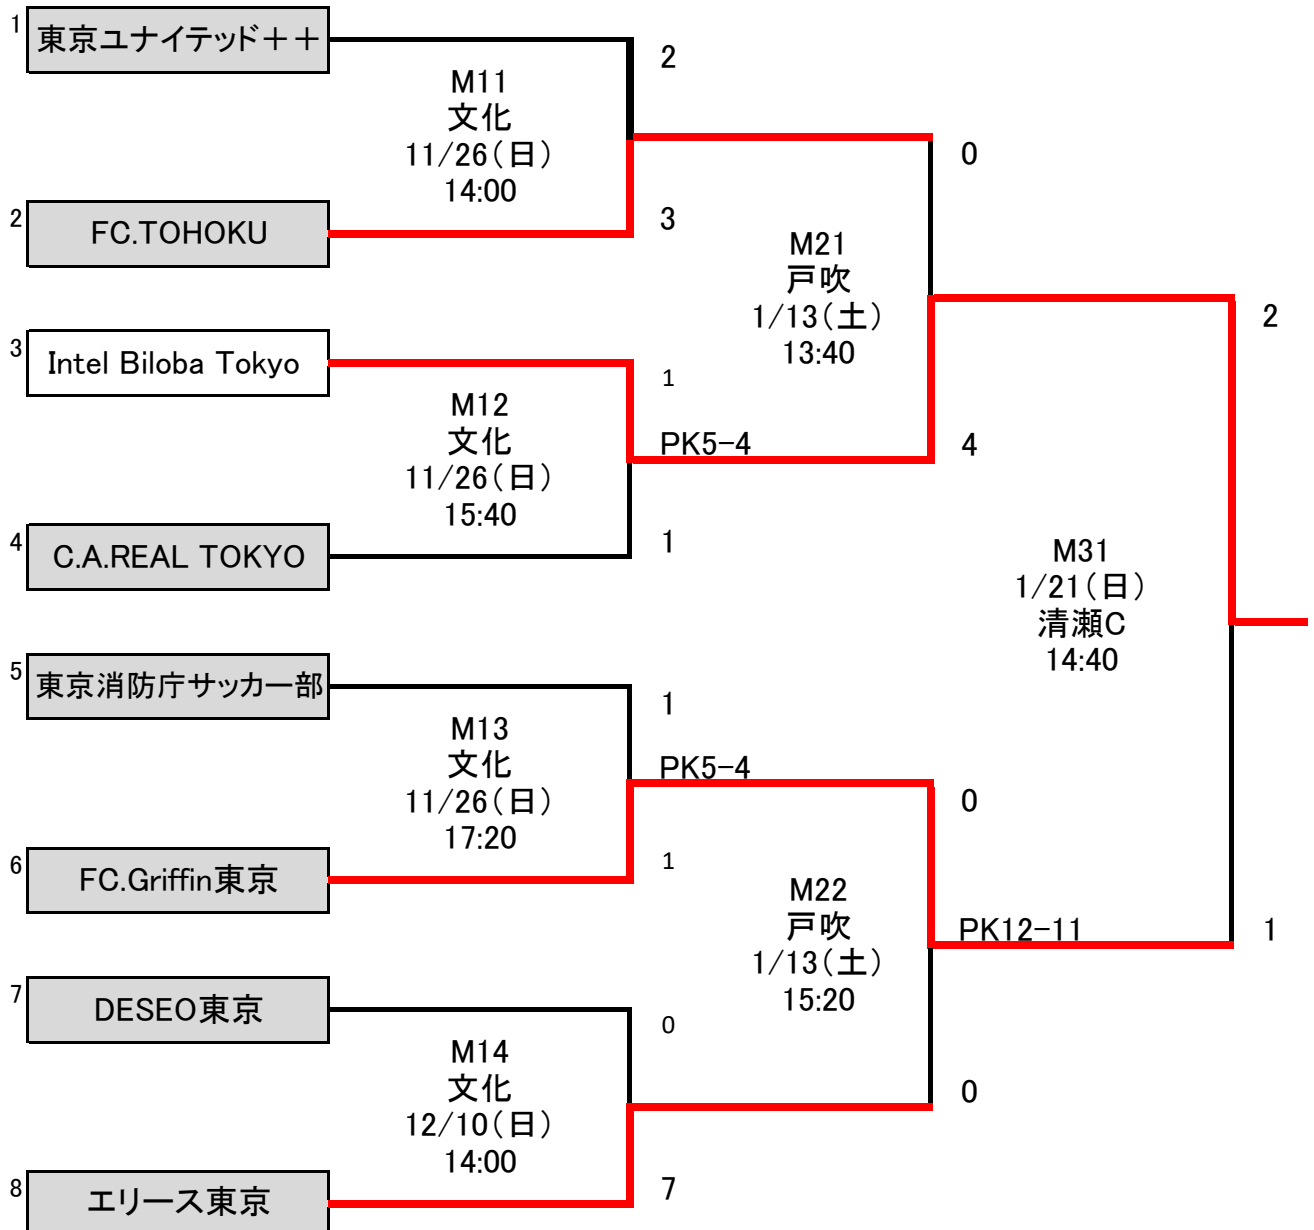 1
東京ユナイテッド＋＋
2
M11
文化
11/26(日)
14:00
0
2
FC.TOHOKU
3
M21
戸吹
1/13(土)
13:40
2
3
Intel Biloba Tokyo
1
M12
文化
11/26(日)
15:40
PK5-4
4
4
C.A.REAL TOKYO
1
M31
1/21(日)
清瀬C
14:40
5
東京消防庁サッカー部
1
M13
文化
11/26(日)
17:20
PK5-4
0
6
FC.Griffin東京
1
M22
戸吹
1/13(土)
15:20
PK12-11
1
7
DESEO東京
0
M14
文化
12/10(日)
14:00
0
8
エリース東京
7